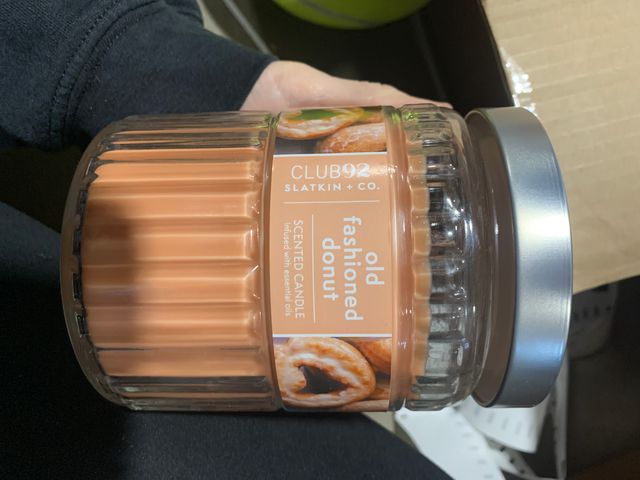 CLUB92
SLATKIN + CO.
old
fashioned
donut
SCENTED CANDLE
infused with essential oils